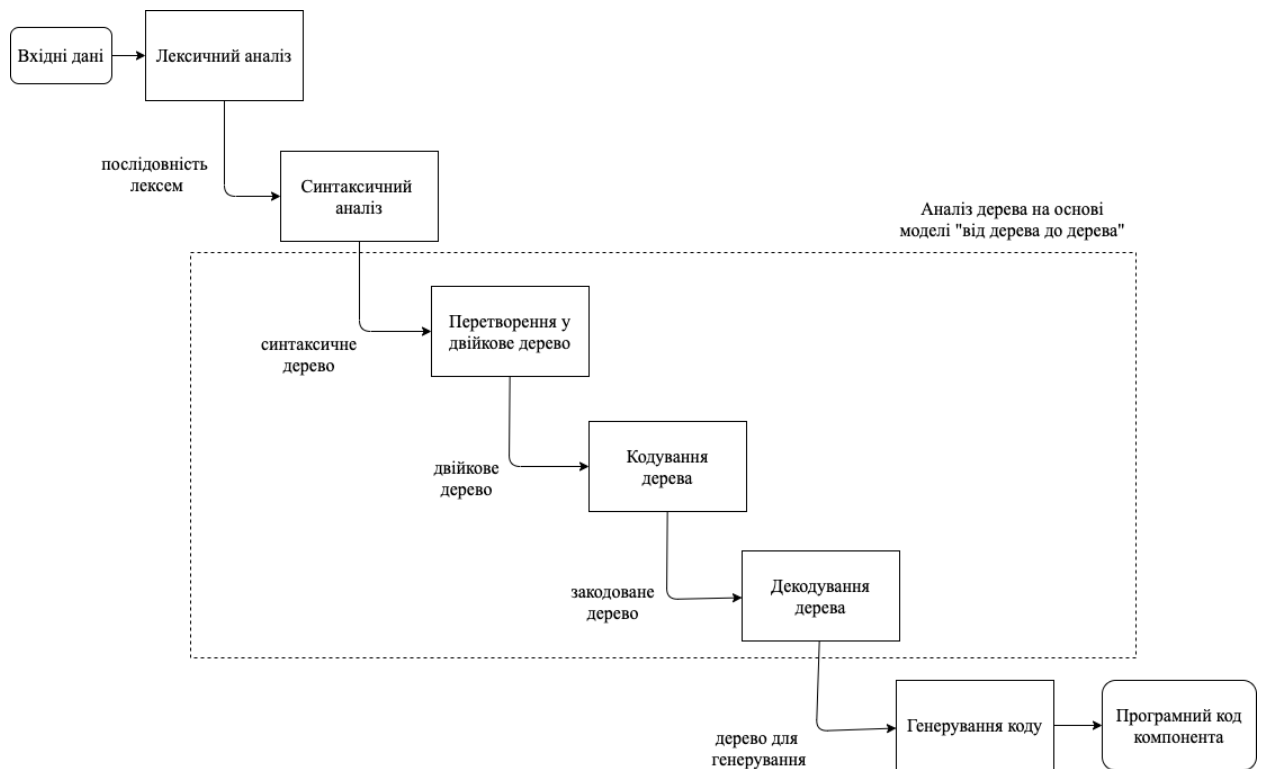 Вхідні дані
Лексичний аналіз
послідовність
лексем
Синтаксичний
аналіз
Аналіз дерева на основі
моделі "від дерева до дерева"
Перетворення у
двійкове дерево
синтаксичне
дерево
Кодування
дерева
двійкове
дерево
Декодування
дерева
закодоване
дерево
Генерування коду
Програмний код
компонента
дерево для
генерування